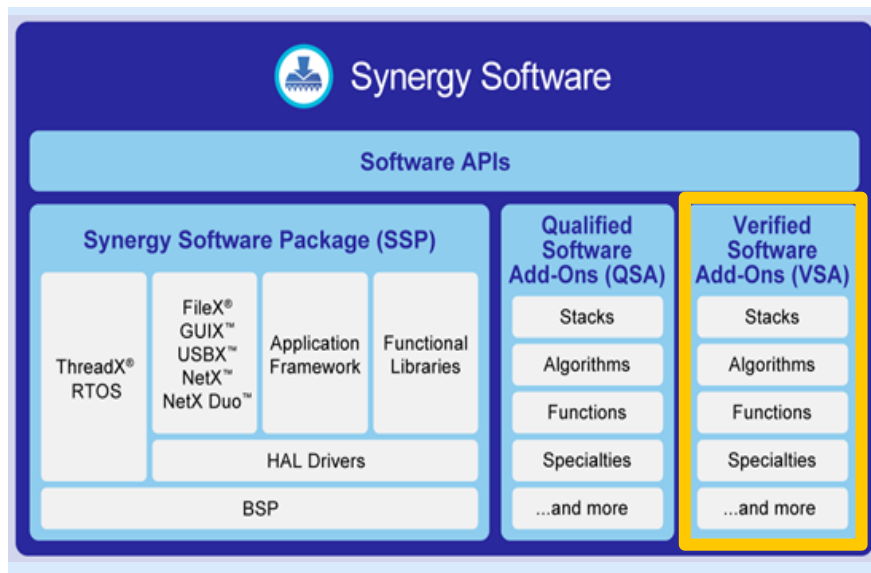 Synergy Software
Software APIs
Synergy Software Package (SSP)
ThreadX®
RTOS
FileX®
GUIX™
USBX™
NetX™
NetX Duo™
Application
Framework
Functional
Libraries
HAL Drivers
BSP
Qualified
Software
Add-Ons (QSA)
Stacks
Algorithms
Functions
Specialties
...and more
Verified
Software
Add-Ons (VSA)
Stacks
Algorithms
Functions
Specialties
...and more